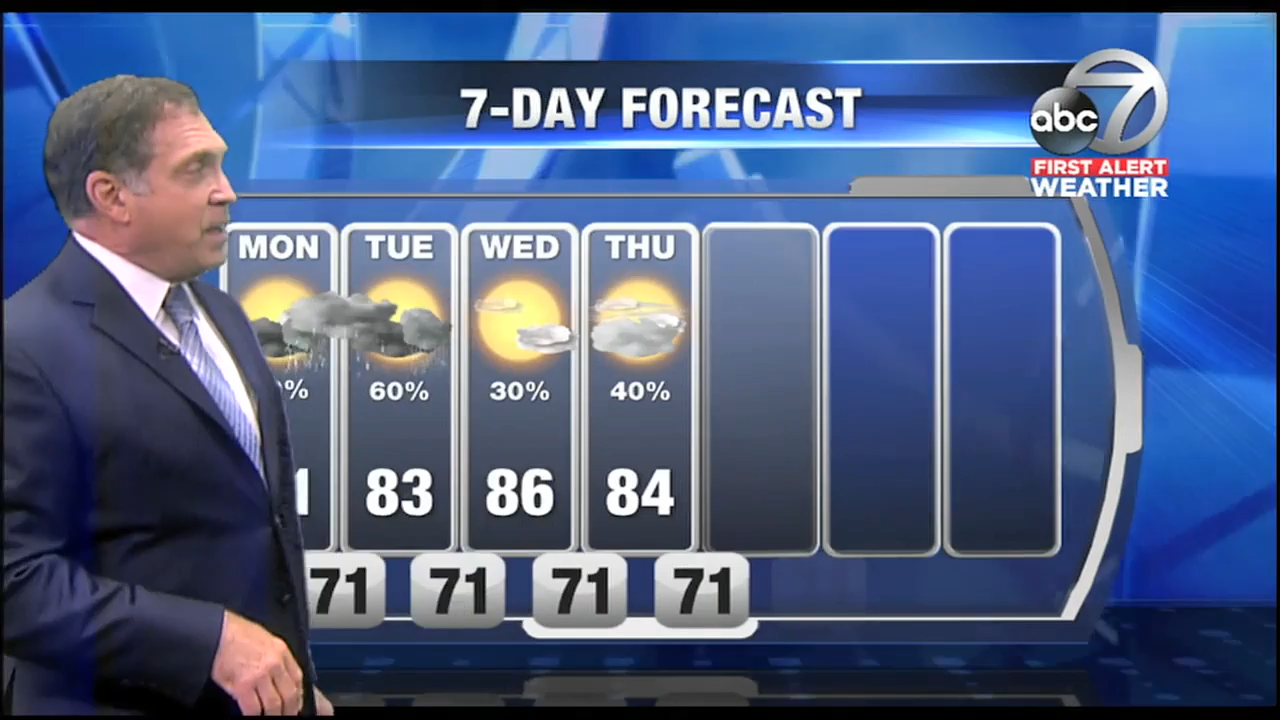 7-DAY FORECAST
abc 7
FIRST ALERT
WEATHER
MON TUE WED THU
60% 30% 40%
83 86 84
71 71 71 71